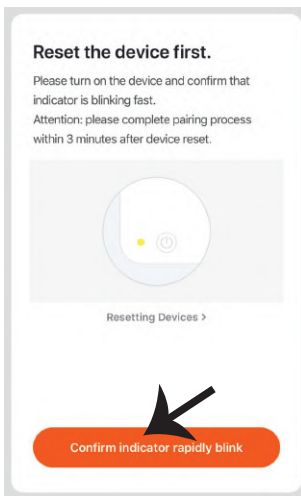 Reset the device first.
Please turn on the device and confirm that
indicator is blinking fast.
Attention: please complete pairing process
within 3 minutes after device reset.
Resetting Devices >
Confirm indicator rapidly blink